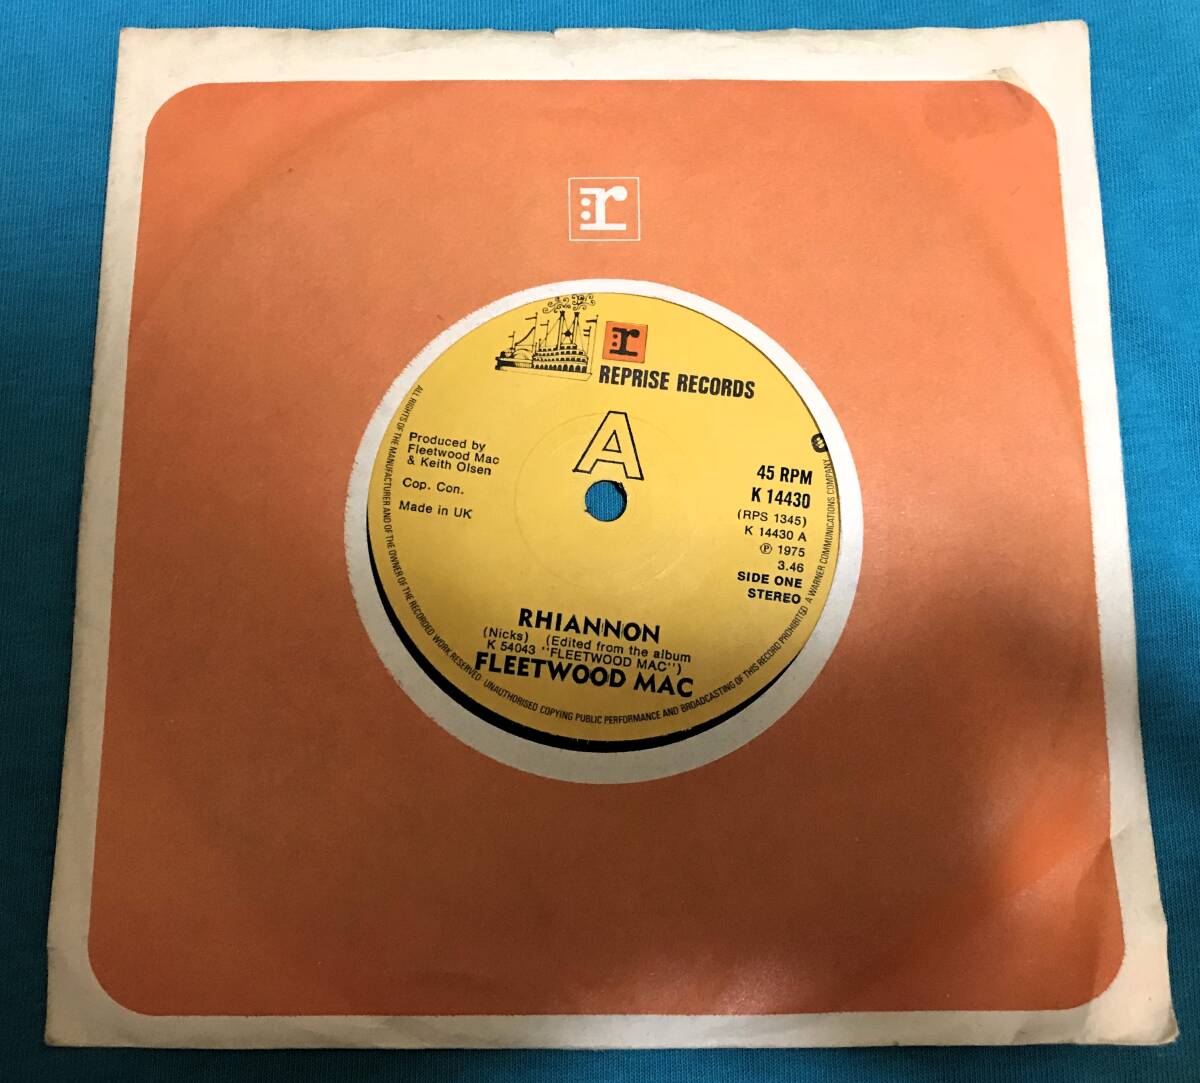 r
r
REPRISE RECORDS
A
Produced by
Fleetwood Mac
& Keith Olsen
Cop. Con.
Made in UK
45 RPM
K 14430
(RPS 1345)
K 14430 A
℗ 1975
3.46
SIDE ONE
STEREO
RHIANNON
(Nicks) (Edited from the album
K 54043 "FLEETWOOD MAC")
FLEETWOOD MAC
ALL RIGHTS OF THE MANUFACTURER AND OF THE OWNER OF THE RECORDED WORK RESERVED UNAUTHORISED COPYING PUBLIC PERFORMANCE AND BROADCASTING OF THIS RECORD PROHIBITED A WARNER COMMUNICATIONS COMPANY